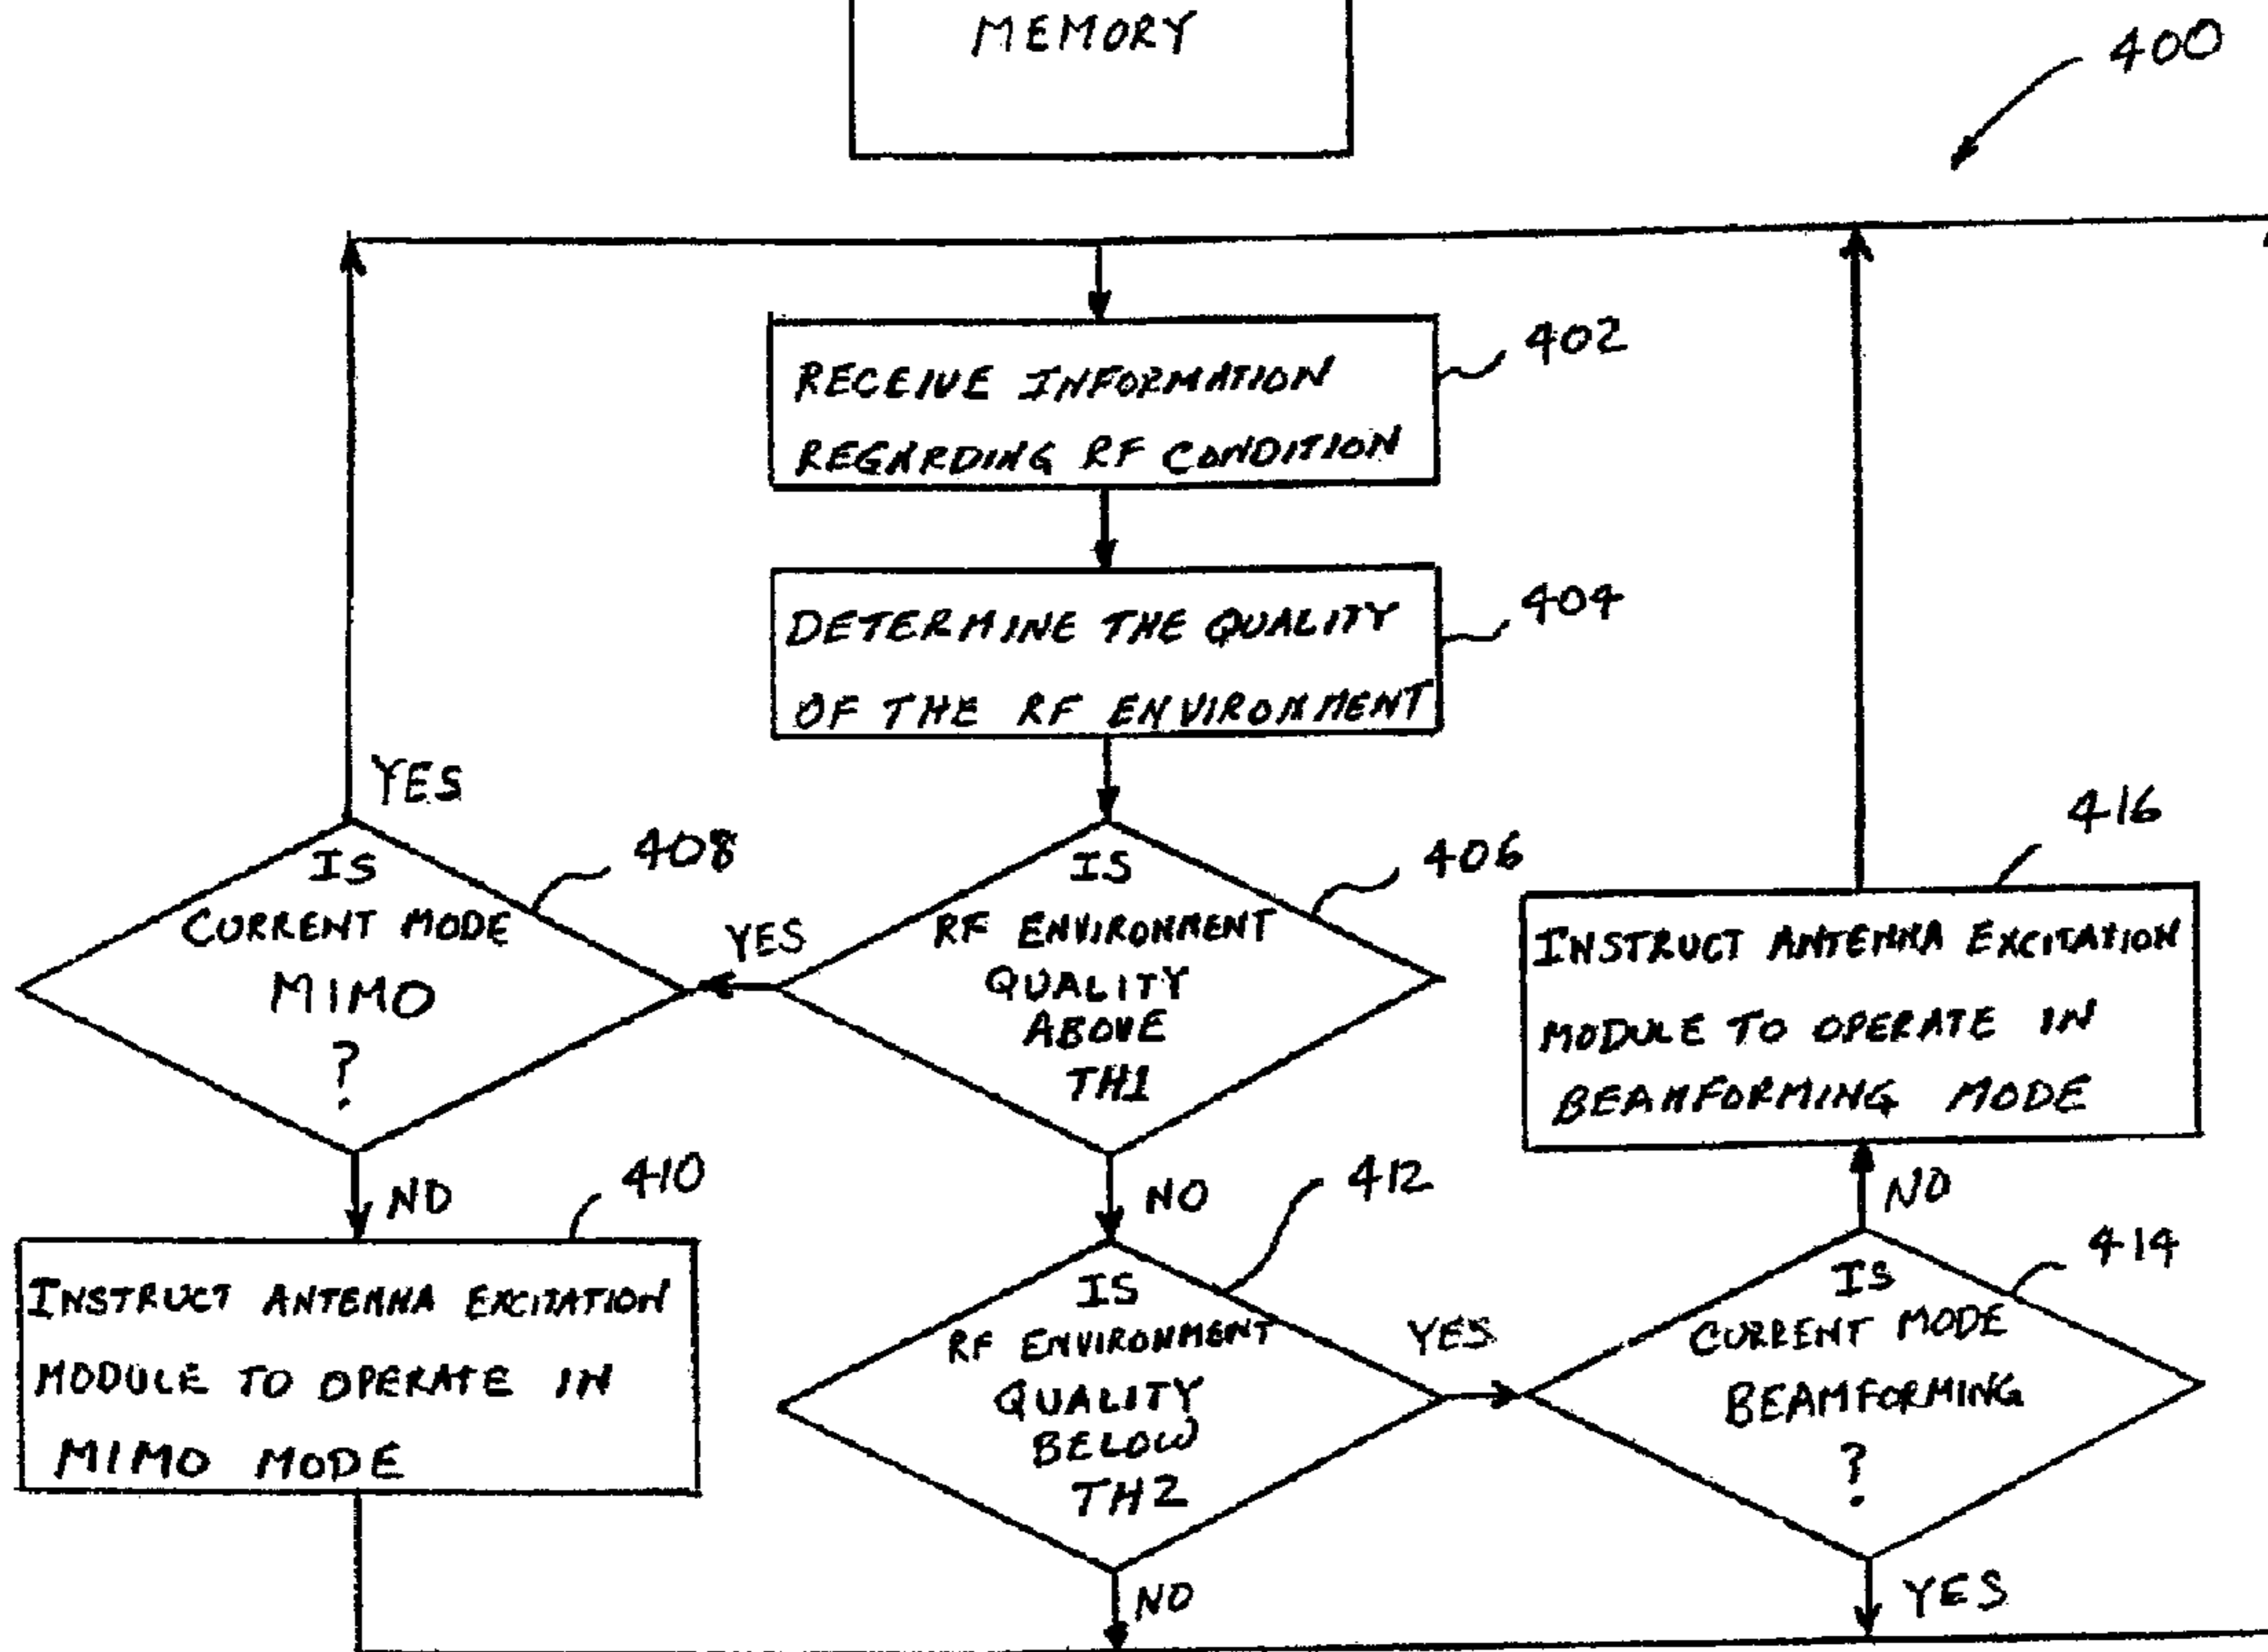 MEMORY
400
RECEIVE INFORMATION
REGARDING RF CONDITION
402
DETERMINE THE QUALITY
OF THE RF ENVIRONMENT
404
YES
IS
CURRENT MODE
MIMO
?
408
YES
IS
RF ENVIRONMENT
QUALITY
ABOVE
TH1
406
416
INSTRUCT ANTENNA EXCITATION
MODULE TO OPERATE IN
BEAMFORMING MODE
NO
410
INSTRUCT ANTENNA EXCITATION
MODULE TO OPERATE IN
MIMO MODE
NO
412
IS
RF ENVIRONMENT
QUALITY
BELOW
TH2
YES
NO
NO
414
IS
CURRENT MODE
BEAMFORMING
?
YES